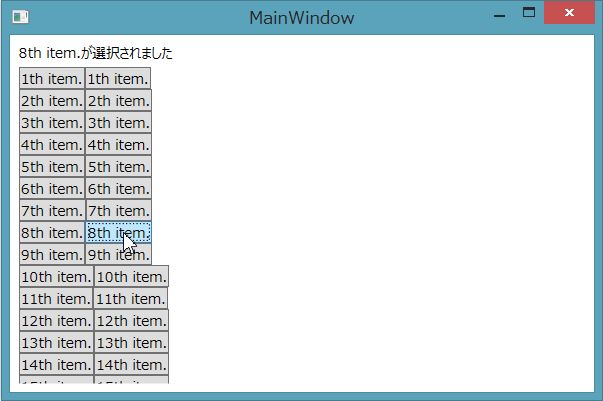 MainWindow
8th item.が選択されました
1th item. 1th item.
2th item. 2th item.
3th item. 3th item.
4th item. 4th item.
5th item. 5th item.
6th item. 6th item.
7th item. 7th item.
8th item. 8th item.
9th item. 9th item.
10th item. 10th item.
11th item. 11th item.
12th item. 12th item.
13th item. 13th item.
14th item. 14th item.